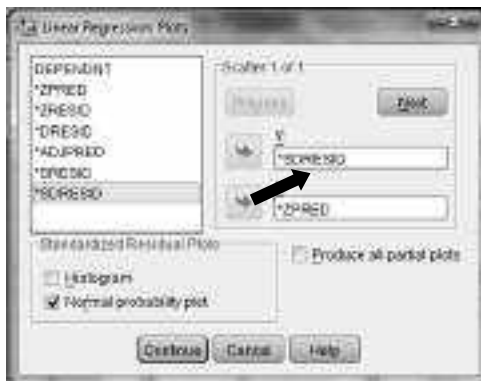 Linear Regression Plots
DEPENDNT
*ZPRED
*ZRESID
*DRESID
*ADJPRED
*SRESID
*SDRESID
Scatter 1 of 1
Previous
Next
Y
*SDRESID
*ZPRED
Standardized Residual Plots
Histogram
Normal probability plot
Produce all partial plots
Continue
Cancel
Help